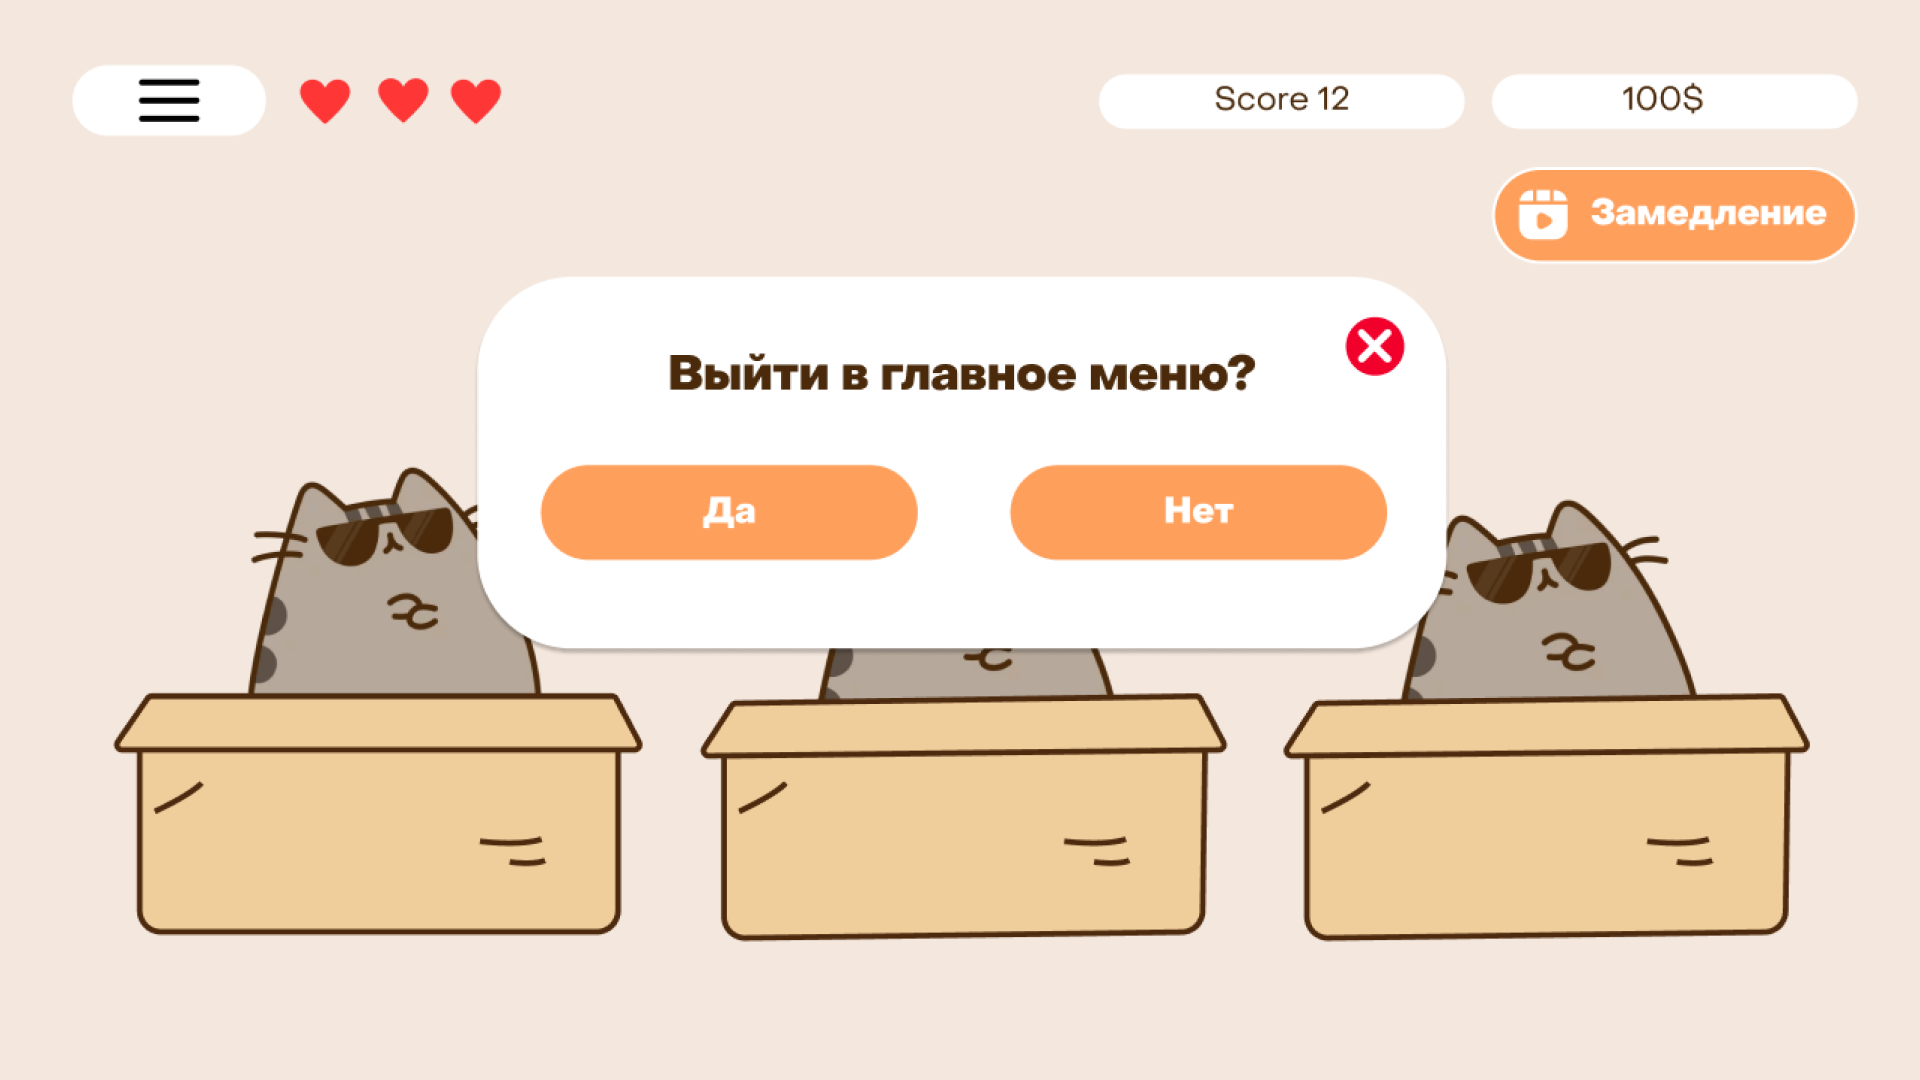 Score 12
100$
Замедление
Выйти в главное меню?
Да
Нет